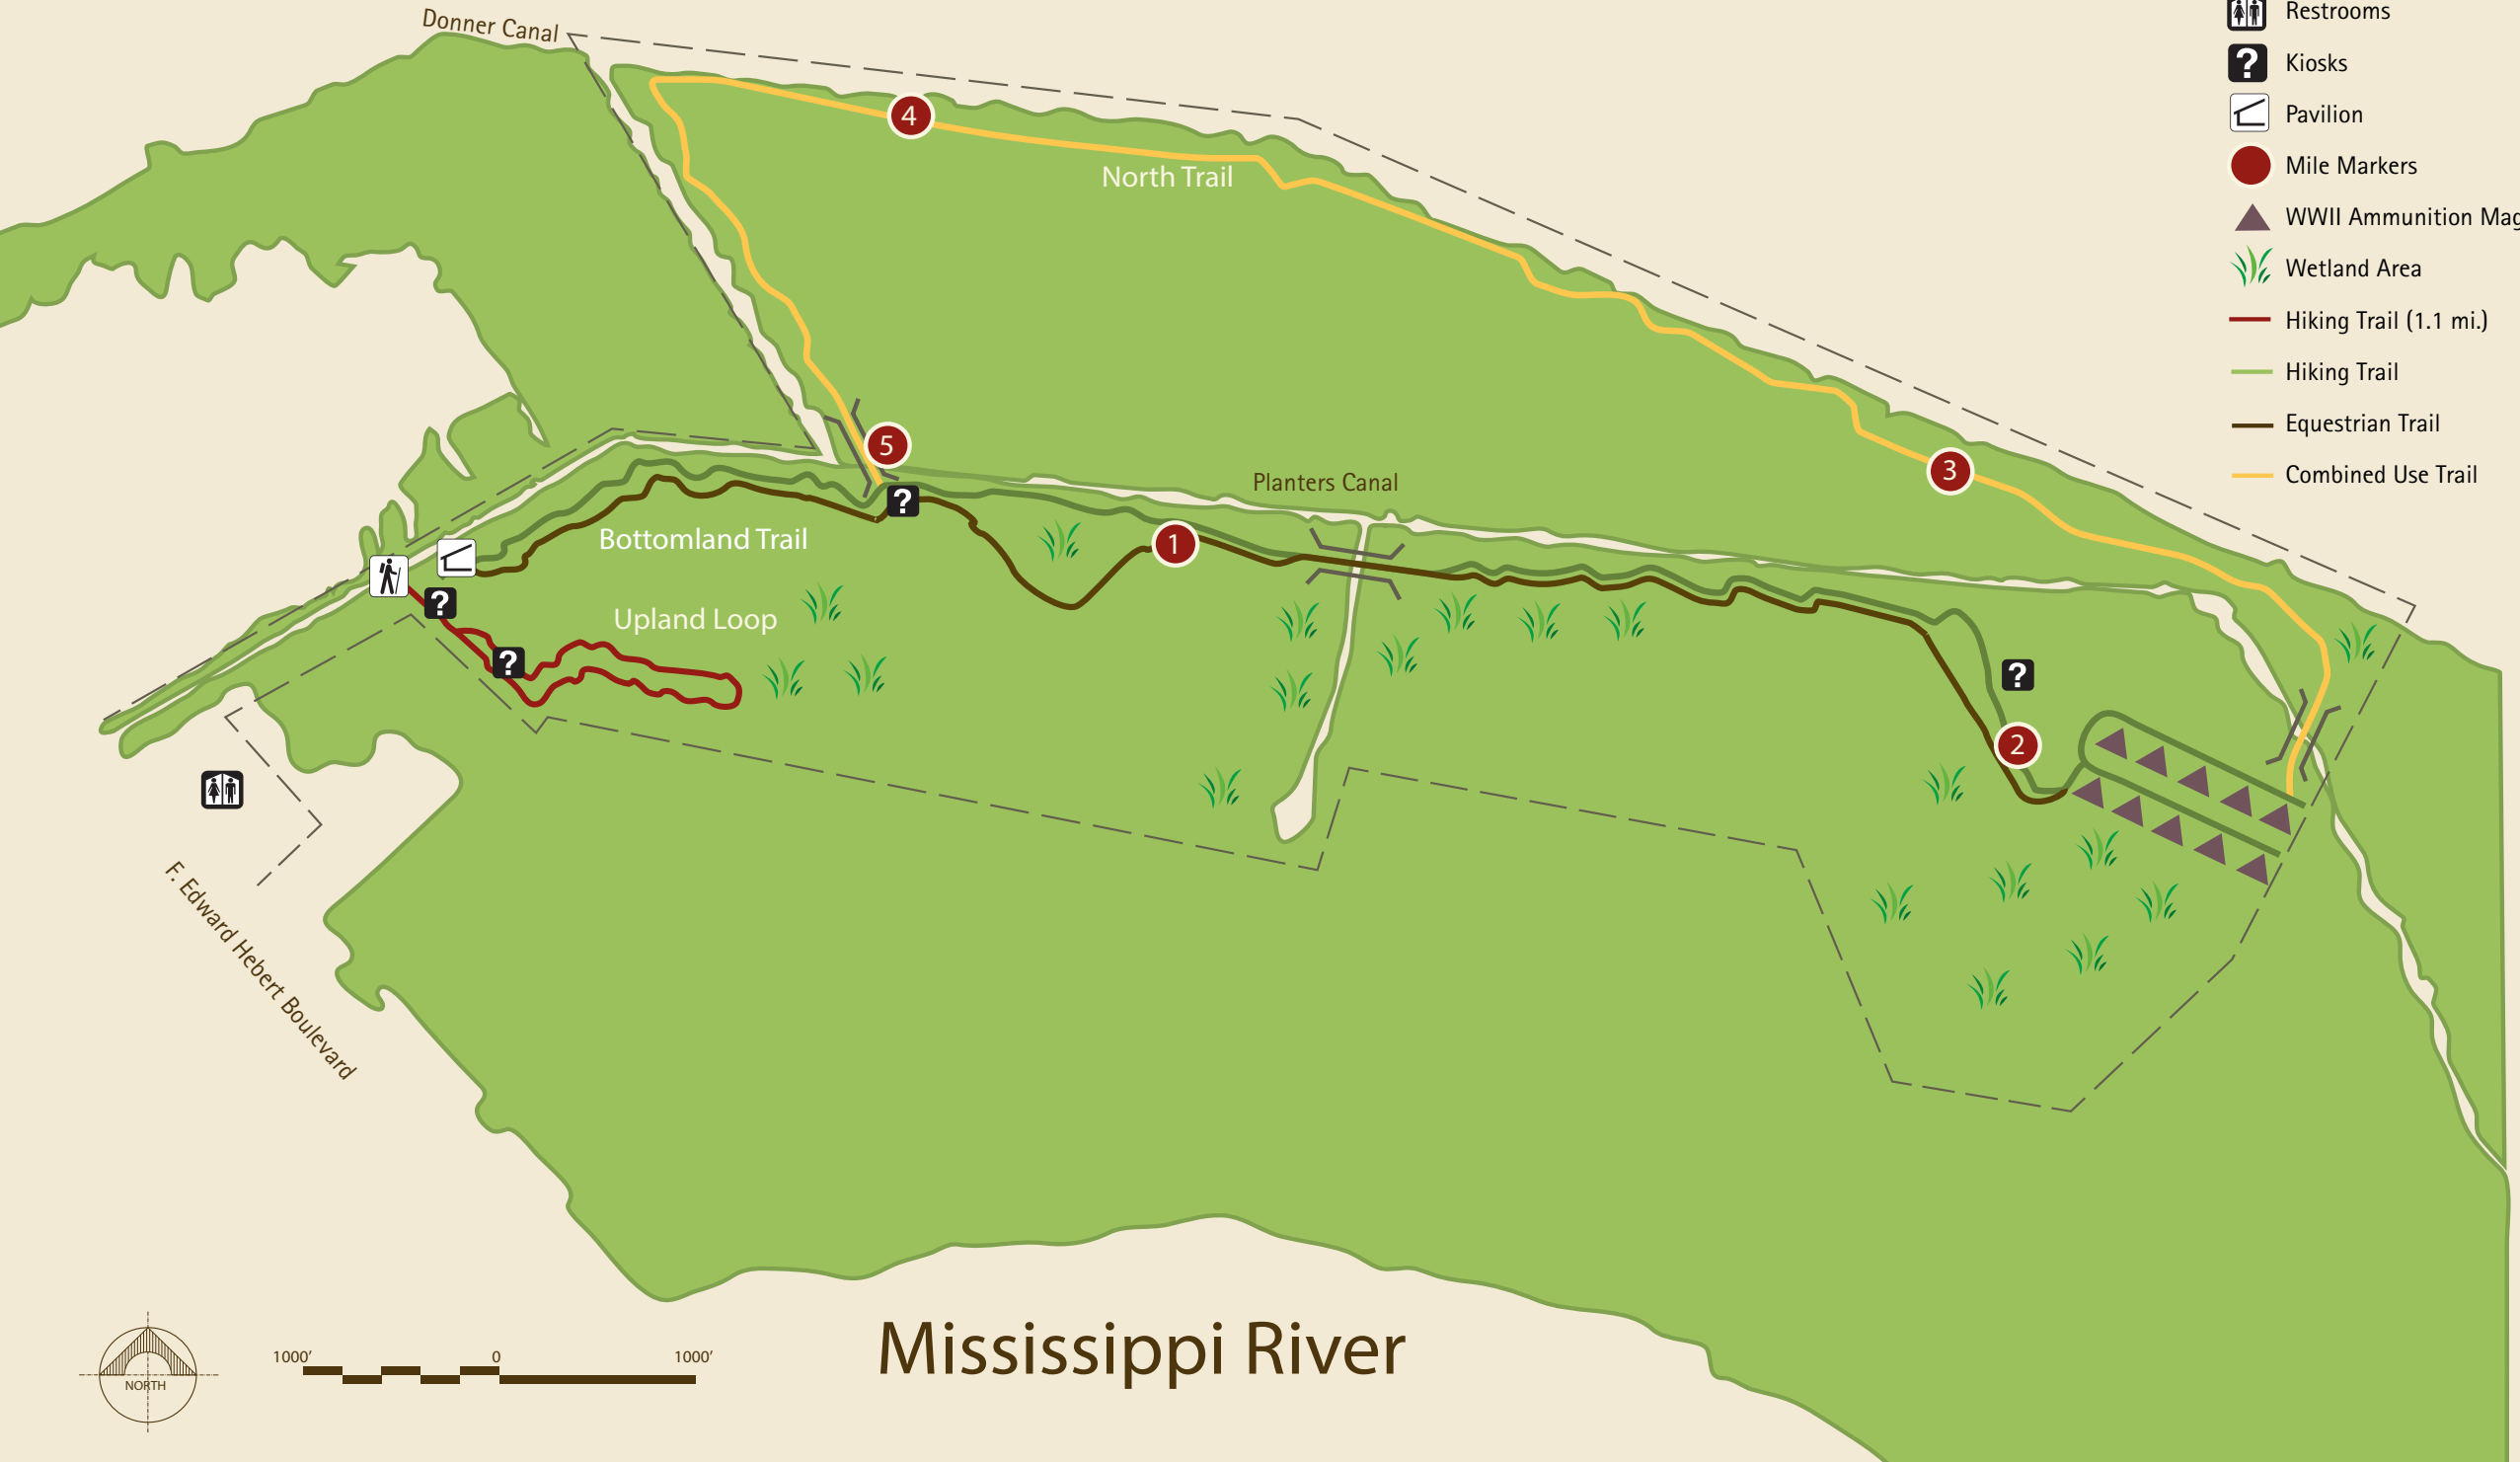 Donner Canal
Restrooms
?
Kiosks
Pavilion
Mile Markers
WWII Ammunition Mag
Wetland Area
Hiking Trail (1.1 mi.)
Hiking Trail
Equestrian Trail
Combined Use Trail
4
North Trail
5
3
Planters Canal
?
Bottomland Trail
1
?
Upland Loop
?
?
2
F. Edward Hebert Boulevard
Mississippi River
NORTH
1000’ 0 1000’